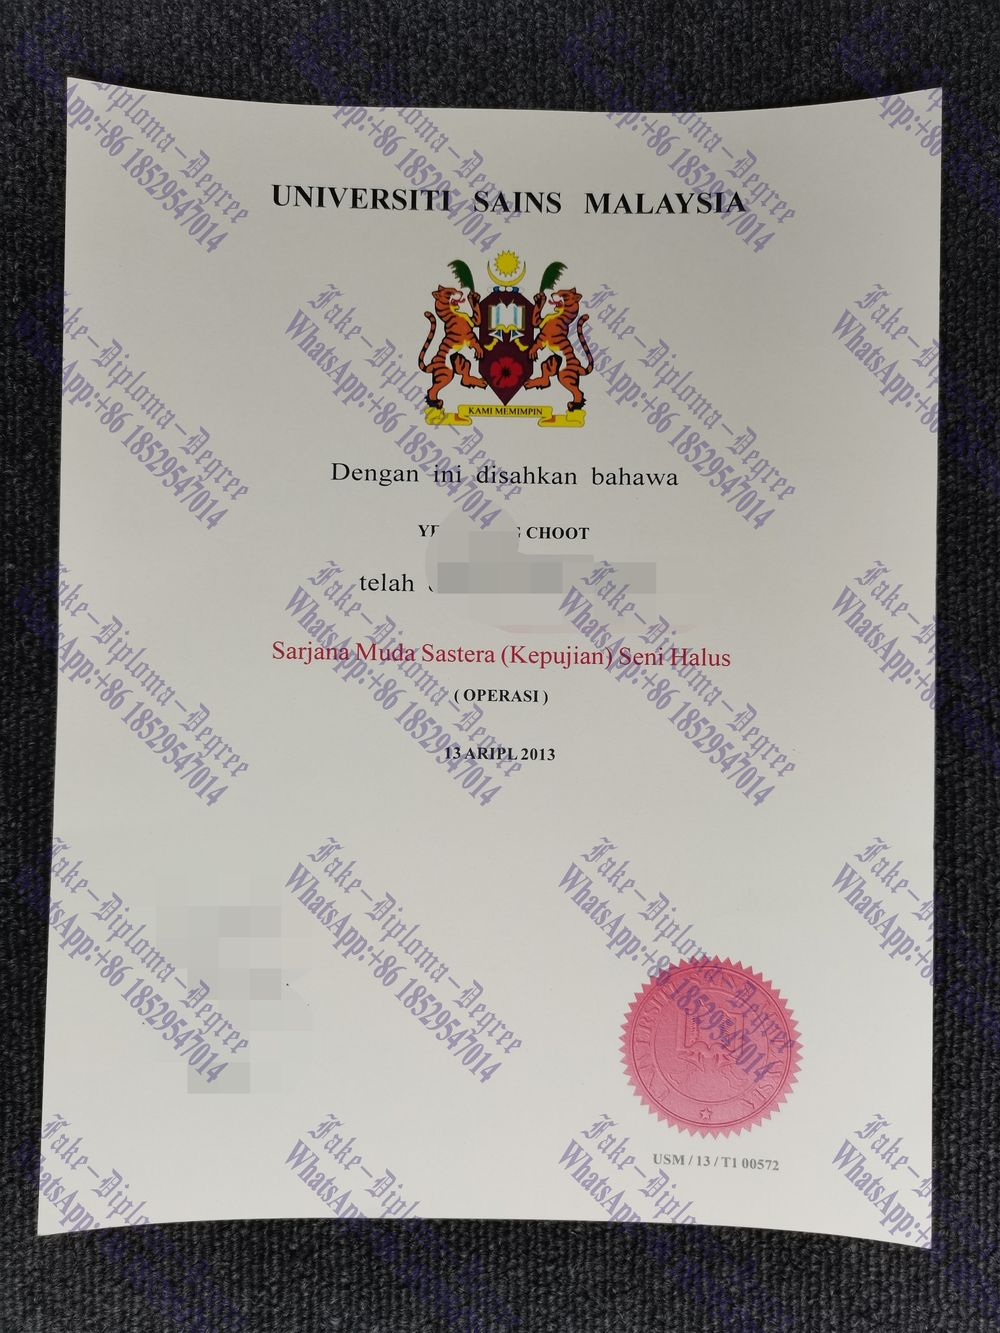 UNIVERSITI SAINS MALAYSIA
KAMI MEMIMPIN
Dengan ini disahkan bahawa
CHOOT
telah
Sarjana Muda Sastera (Kepujian) Seni Halus
( OPERASI )
13 ARIPL 2013
USM / 13 / T1 00572
Fake-Diploma-Degree
WhatsApp:+86 18529547014